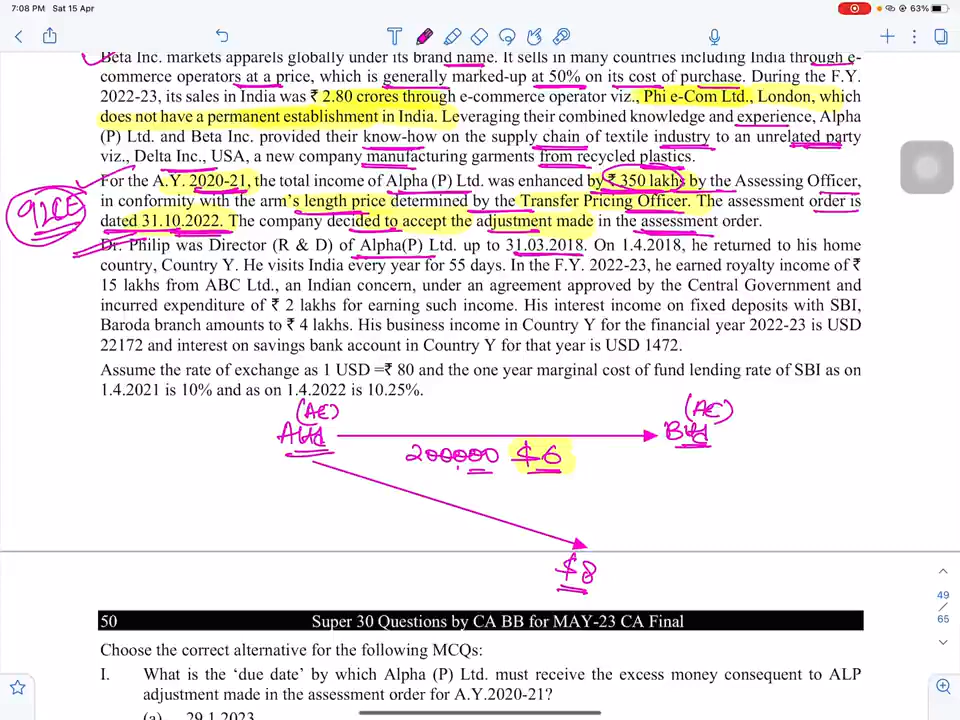 7:08 PM Sat 15 Apr
63%
Beta Inc. markets apparels globally under its brand name. It sells in many countries including India through e-
commerce operators at a price, which is generally marked-up at 50% on its cost of purchase. During the F.Y.
2022-23, its sales in India was ₹ 2.80 crores through e-commerce operator viz., Phi e-Com Ltd., London, which
does not have a permanent establishment in India. Leveraging their combined knowledge and experience, Alpha
(P) Ltd. and Beta Inc. provided their know-how on the supply chain of textile industry to an unrelated party
viz., Delta Inc., USA, a new company manufacturing garments from recycled plastics.
For the A.Y. 2020-21, the total income of Alpha (P) Ltd. was enhanced by ₹ 350 lakhs by the Assessing Officer,
in conformity with the arm's length price determined by the Transfer Pricing Officer. The assessment order is
92CE
dated 31.10.2022. The company decided to accept the adjustment made in the assessment order.
Dr. Philip was Director (R & D) of Alpha(P) Ltd. up to 31.03.2018. On 1.4.2018, he returned to his home
country, Country Y. He visits India every year for 55 days. In the F.Y. 2022-23, he earned royalty income of ₹
15 lakhs from ABC Ltd., an Indian concern, under an agreement approved by the Central Government and
incurred expenditure of ₹ 2 lakhs for earning such income. His interest income on fixed deposits with SBI,
Baroda branch amounts to ₹ 4 lakhs. His business income in Country Y for the financial year 2022-23 is USD
22172 and interest on savings bank account in Country Y for that year is USD 1472.
Assume the rate of exchange as 1 USD =₹ 80 and the one year marginal cost of fund lending rate of SBI as on
1.4.2021 is 10% and as on 1.4.2022 is 10.25%.
(AE) (AE)
A Ltd B Ltd
200000 $6
$8
49
/
65
50 Super 30 Questions by CA BB for MAY-23 CA Final
Choose the correct alternative for the following MCQs:
I. What is the 'due date' by which Alpha (P) Ltd. must receive the excess money consequent to ALP
adjustment made in the assessment order for A.Y.2020-21?
(a) 29.1.2023